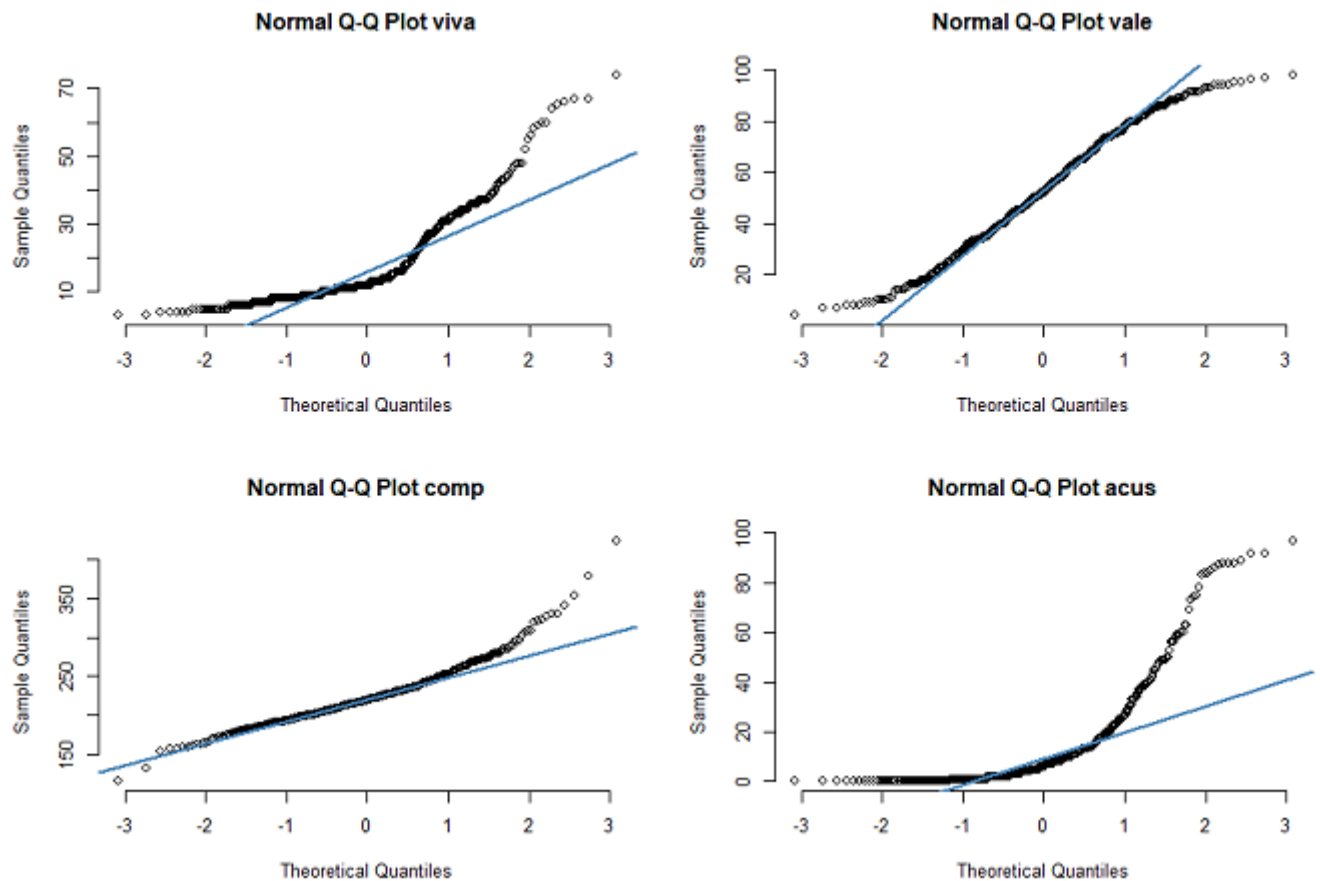 Normal Q-Q Plot viva
Sample Quantiles
70
50
30
10
-3 -2 -1 0 1 2 3
Theoretical Quantiles
Normal Q-Q Plot vale
Sample Quantiles
100
80
60
40
20
-3 -2 -1 0 1 2 3
Theoretical Quantiles
Normal Q-Q Plot comp
Sample Quantiles
350
250
150
-3 -2 -1 0 1 2 3
Theoretical Quantiles
Normal Q-Q Plot acus
Sample Quantiles
100
80
60
40
20
0
-3 -2 -1 0 1 2 3
Theoretical Quantiles